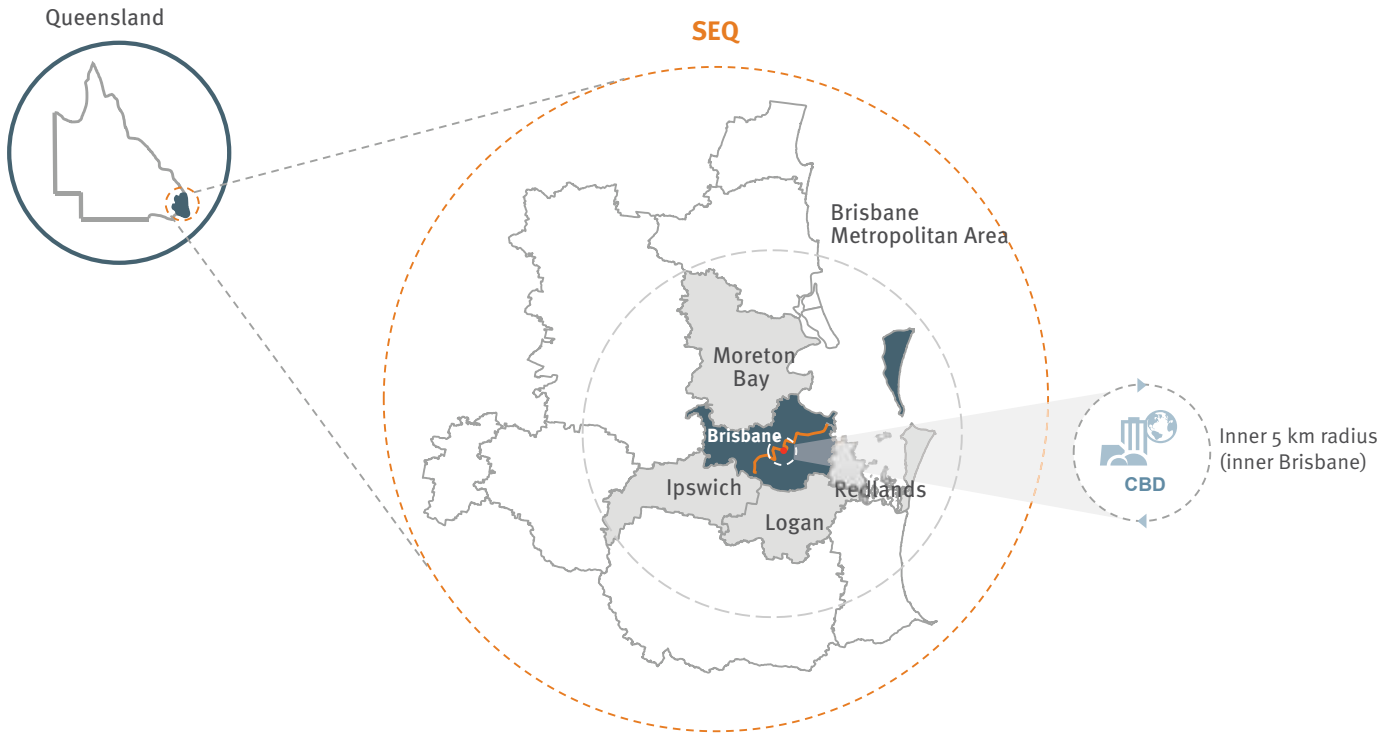 Queensland
SEQ
Brisbane
Metropolitan Area
Moreton
Bay
Brisbane
Ipswich
Redlands
Logan
CBD
Inner 5 km radius
(inner Brisbane)